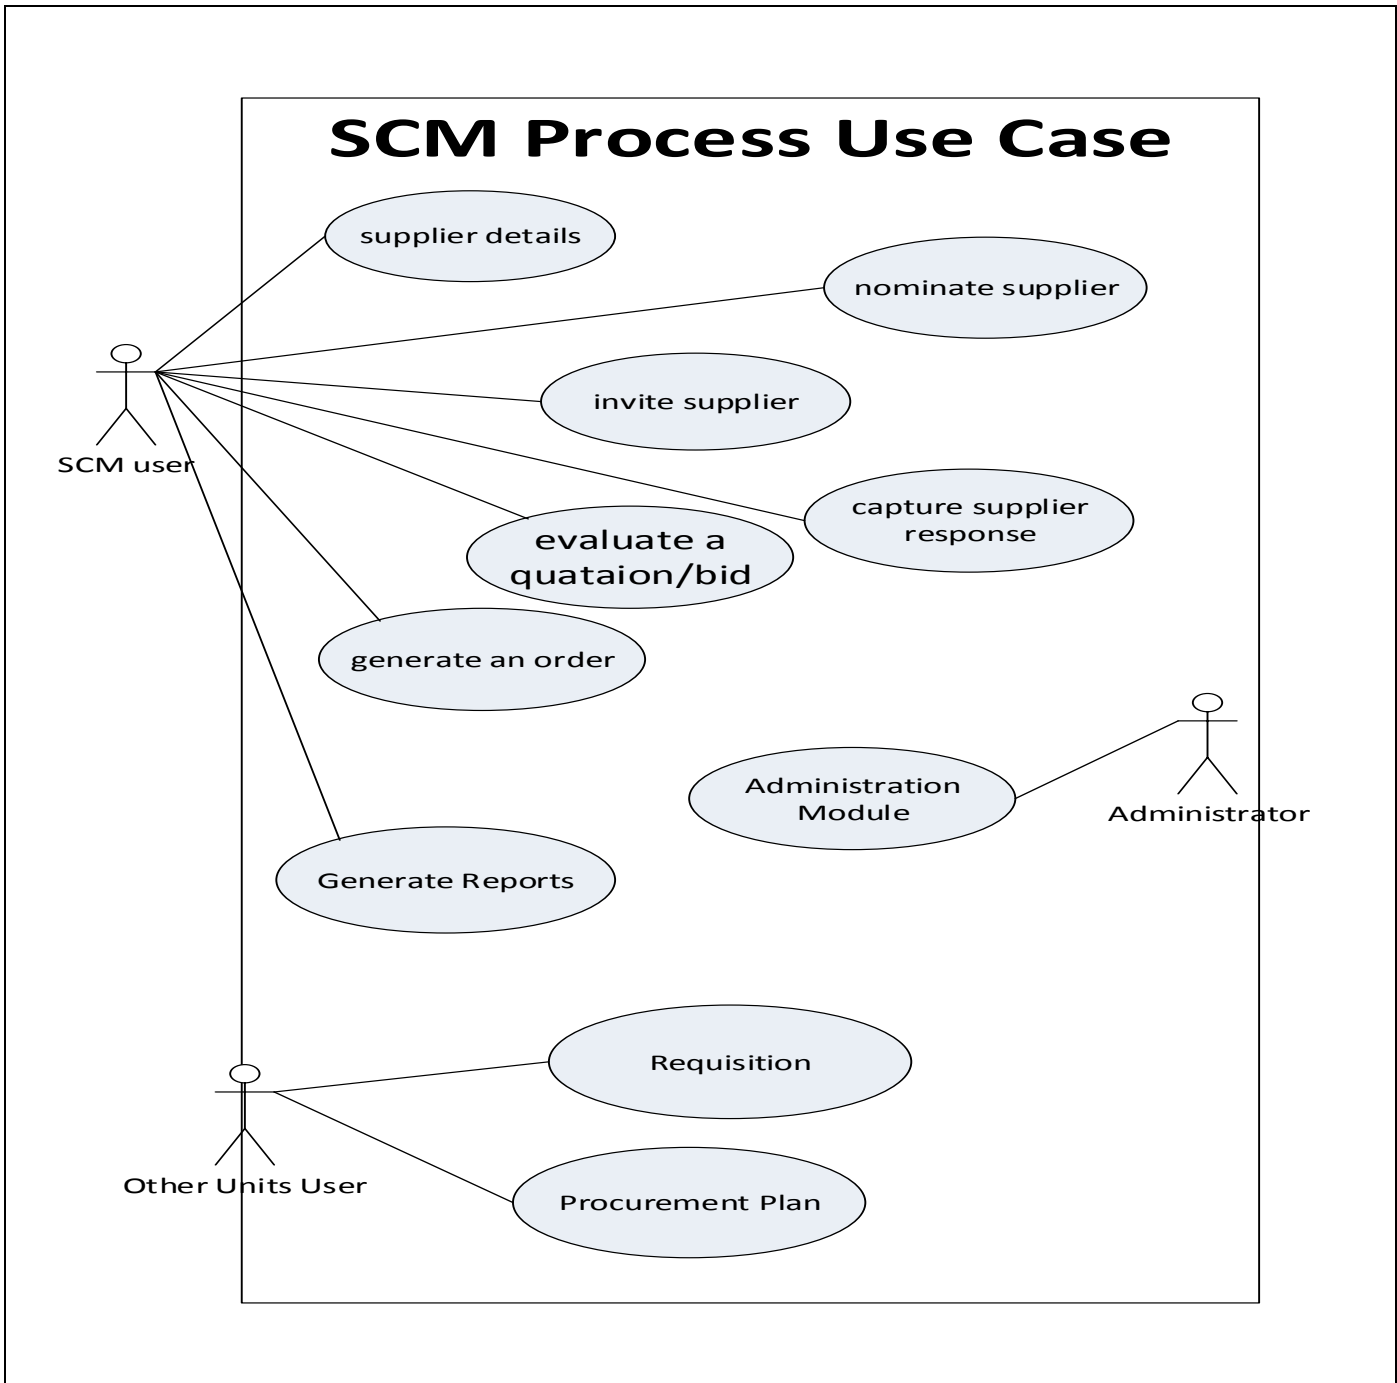 SCM Process Use Case
supplier details
nominate supplier
invite supplier
SCM user
capture supplier
response
evaluate a
quataion/bid
generate an order
Administration
Module
Administrator
Generate Reports
Requisition
Other Units User
Procurement Plan